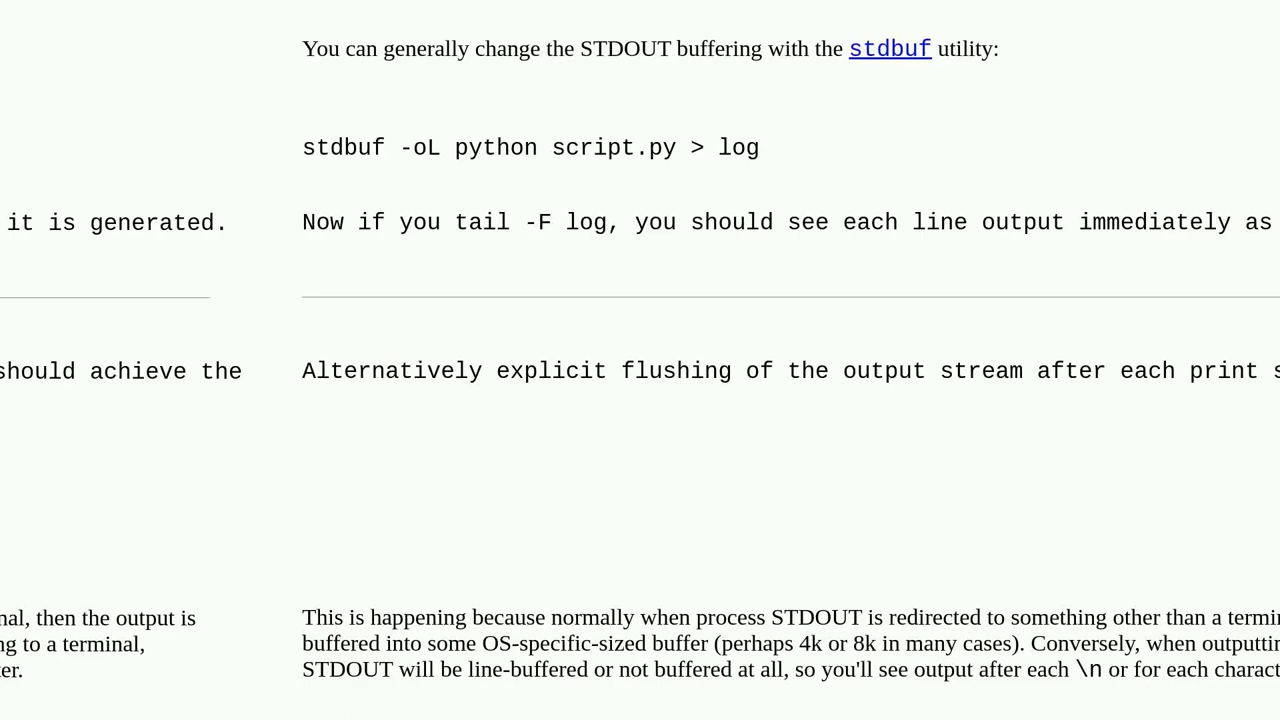 You can generally change the STDOUT buffering with the stdbuf utility:
stdbuf -oL python script.py > log
it is generated.
Now if you tail -F log, you should see each line output immediately as
should achieve the
Alternatively explicit flushing of the output stream after each print s
nal, then the output is
ng to a terminal,
ter.
This is happening because normally when process STDOUT is redirected to something other than a termin
buffered into some OS-specific-sized buffer (perhaps 4k or 8k in many cases). Conversely, when outputtin
STDOUT will be line-buffered or not buffered at all, so you'll see output after each \n or for each charact